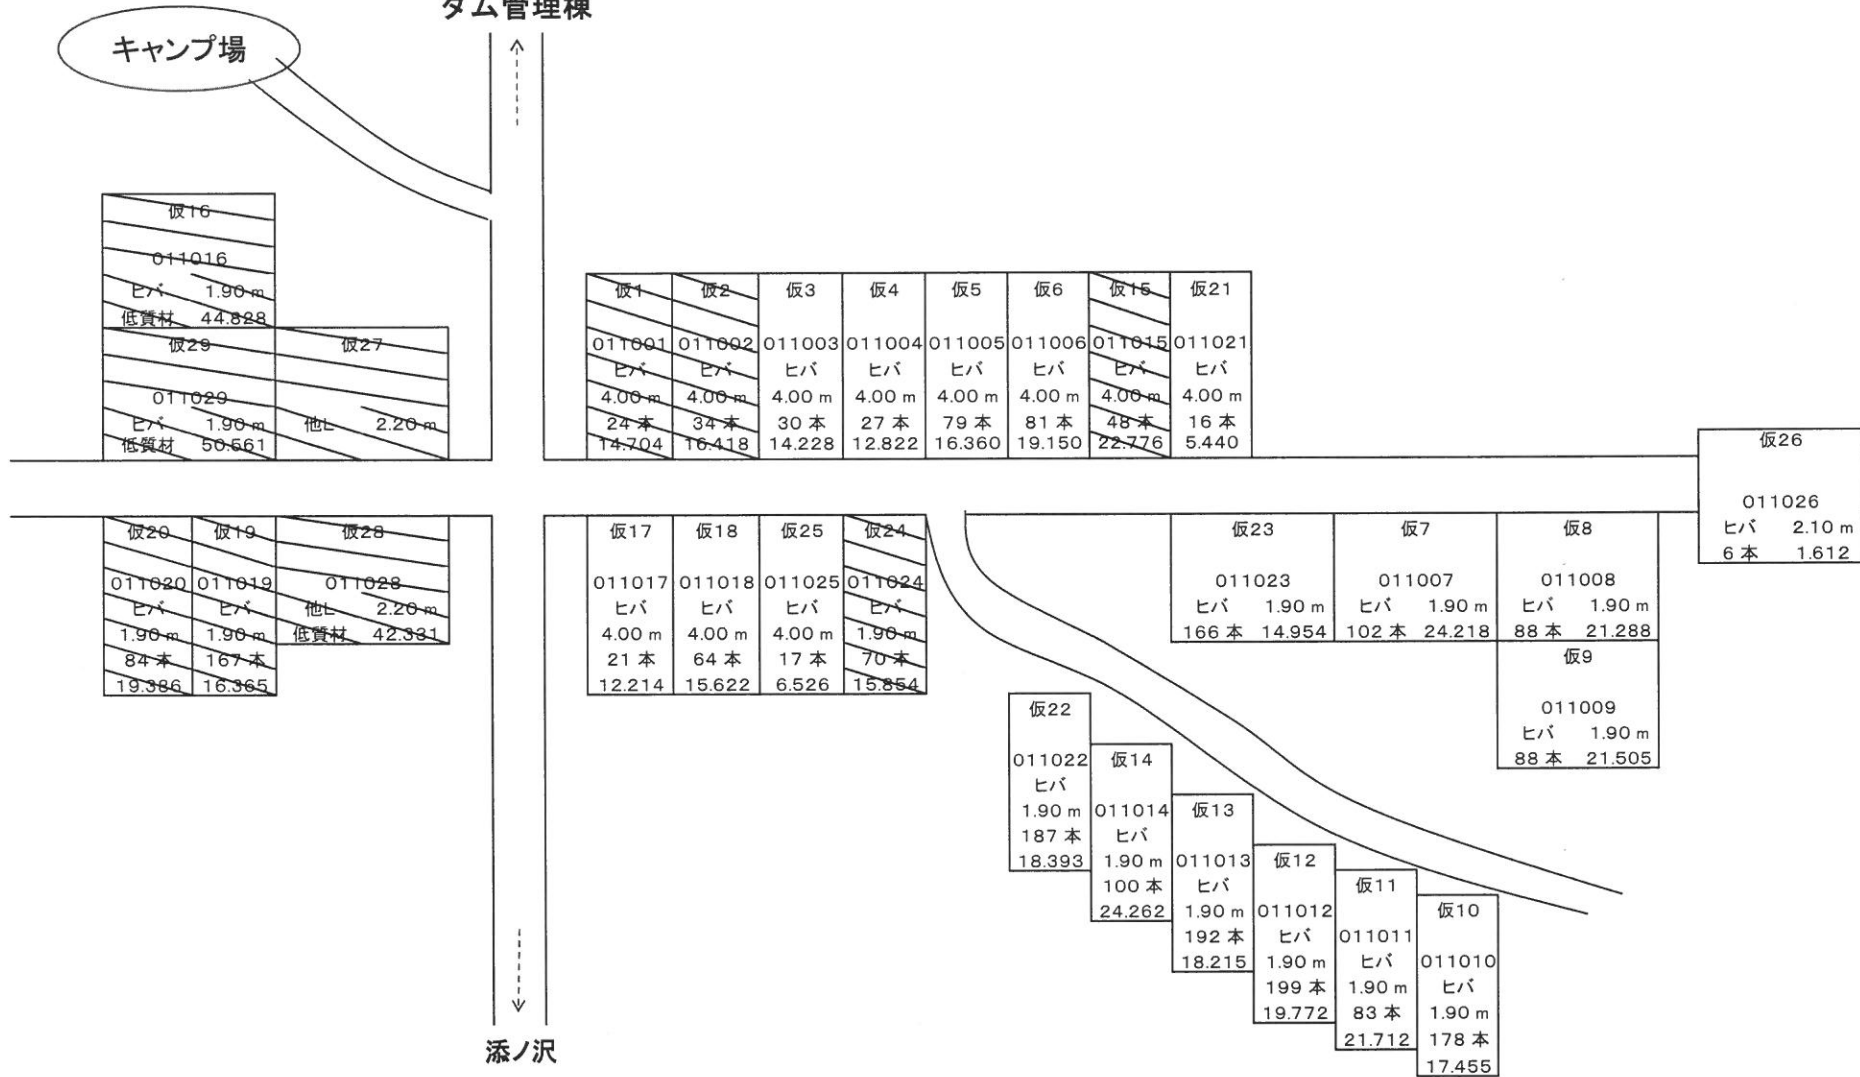 ダム管理棟
キャンプ場
仮16
011016
ヒバ 1.90 m
低質材 44.828
仮29
011029
ヒバ 1.90 m
低質材 50.561
仮27
他L 2.20 m
仮1
011001
ヒバ
4.00 m
24 本
14.704
仮2
011002
ヒバ
4.00 m
34 本
16.418
仮3
011003
ヒバ
4.00 m
30 本
14.228
仮4
011004
ヒバ
4.00 m
27 本
12.822
仮5
011005
ヒバ
4.00 m
79 本
16.360
仮6
011006
ヒバ
4.00 m
81 本
19.150
仮15
011015
ヒバ
4.00 m
48 本
22.776
仮21
011021
ヒバ
4.00 m
16 本
5.440
仮26
011026
ヒバ 2.10 m
6 本 1.612
仮20
011020
ヒバ
1.90 m
84 本
19.386
仮19
011019
ヒバ
1.90 m
167 本
16.365
仮28
011028
他L 2.20 m
低質材 42.331
仮17
011017
ヒバ
4.00 m
21 本
12.214
仮18
011018
ヒバ
4.00 m
64 本
15.622
仮25
011025
ヒバ
4.00 m
17 本
6.526
仮24
011024
ヒバ
1.90 m
70 本
15.854
仮23
011023
ヒバ 1.90 m
166 本 14.954
仮7
011007
ヒバ 1.90 m
102 本 24.218
仮8
011008
ヒバ 1.90 m
88 本 21.288
仮9
011009
ヒバ 1.90 m
88 本 21.505
仮22
011022
ヒバ
1.90 m
187 本
18.393
仮14
011014
ヒバ
1.90 m
100 本
24.262
仮13
011013
ヒバ
1.90 m
192 本
18.215
仮12
011012
ヒバ
1.90 m
199 本
19.772
仮11
011011
ヒバ
1.90 m
83 本
21.712
仮10
011010
ヒバ
1.90 m
178 本
17.455
添ノ沢